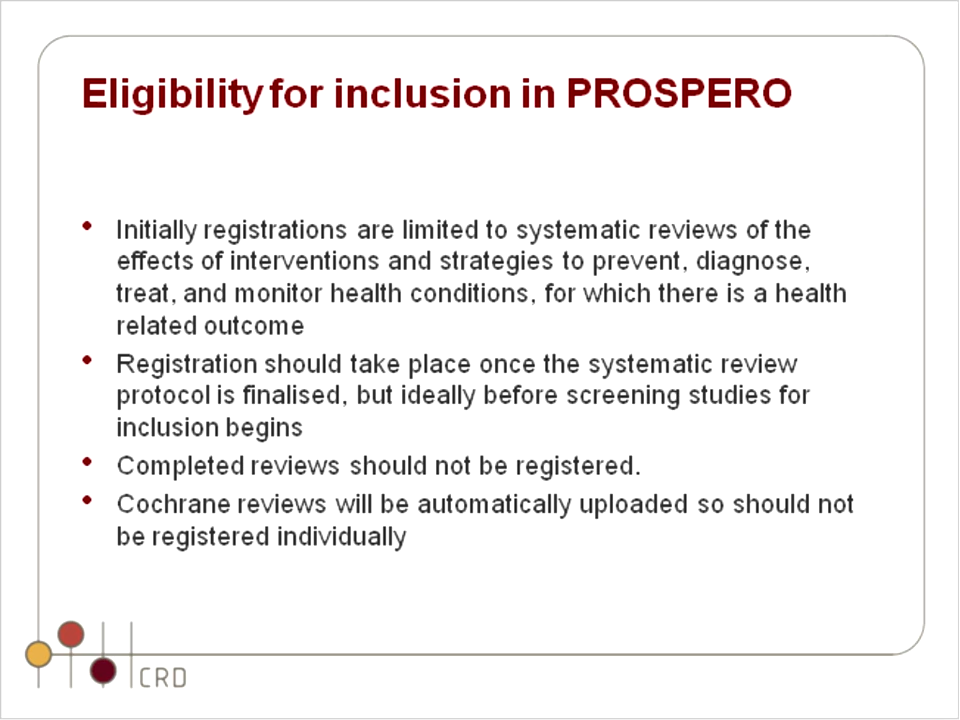 Eligibility for inclusion in PROSPERO
• Initially registrations are limited to systematic reviews of the
effects of interventions and strategies to prevent, diagnose,
treat, and monitor health conditions, for which there is a health
related outcome
• Registration should take place once the systematic review
protocol is finalised, but ideally before screening studies for
inclusion begins
• Completed reviews should not be registered.
• Cochrane reviews will be automatically uploaded so should not
be registered individually
CRD